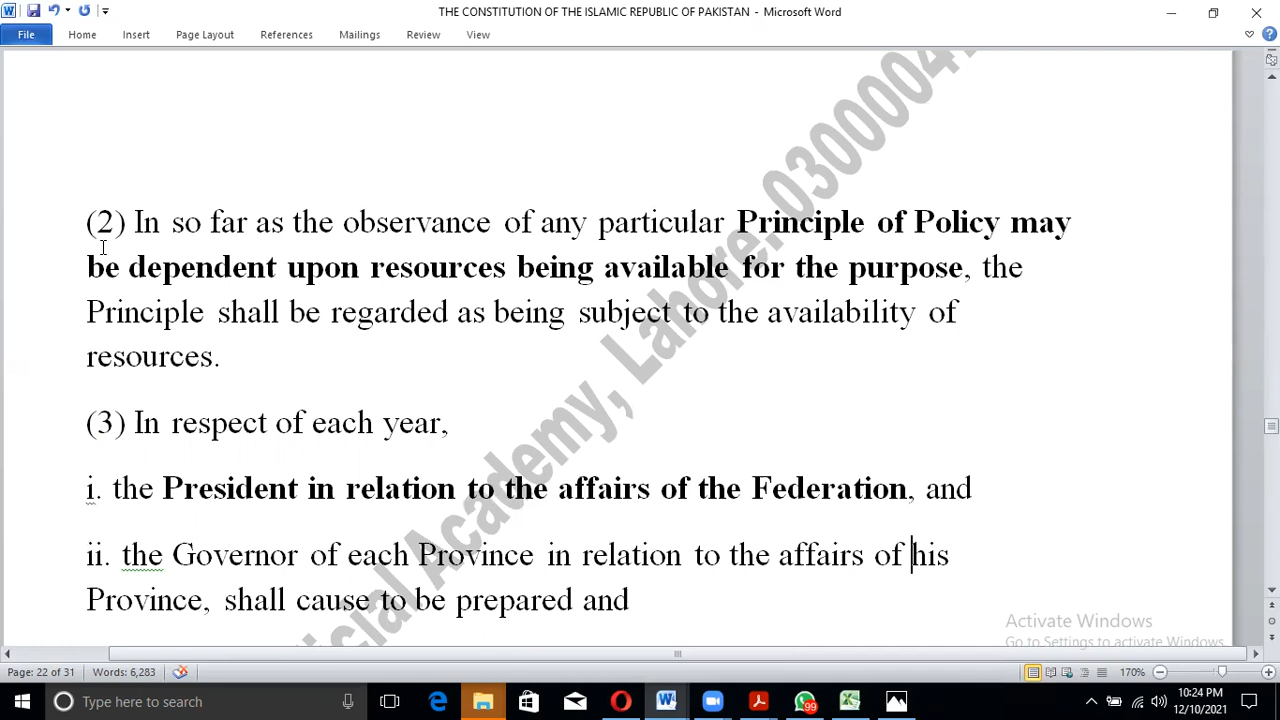 THE CONSTITUTION OF THE ISLAMIC REPUBLIC OF PAKISTAN - Microsoft Word
File Home Insert Page Layout References Mailings Review View
(2) In so far as the observance of any particular Principle of Policy may
be dependent upon resources being available for the purpose, the
Principle shall be regarded as being subject to the availability of
resources.
(3) In respect of each year,
i. the President in relation to the affairs of the Federation, and
ii. the Governor of each Province in relation to the affairs of his
Province, shall cause to be prepared and
Academy, Lahore.
Activate Windows
Go to Settings to activate Windows.
Page: 22 of 31 Words: 6,283 170%
Type here to search
99
10:24 PM
12/10/2021